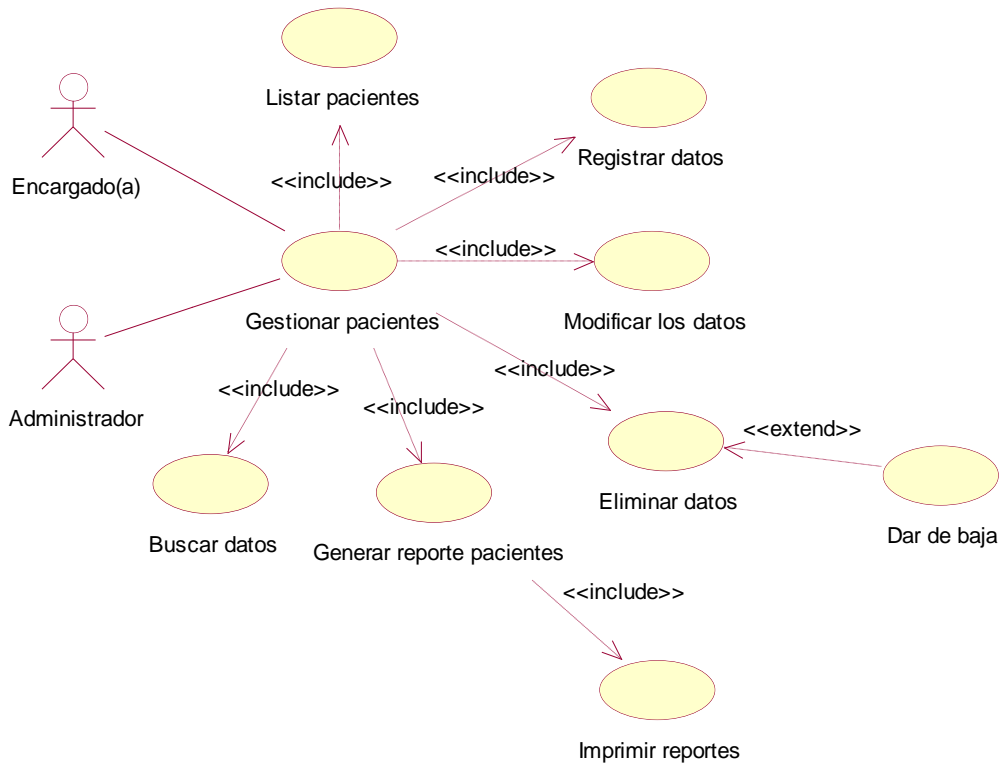 Listar pacientes
Registrar datos
Encargado(a)
<<include>>
<<include>>
<<include>>
Gestionar pacientes
Modificar los datos
Administrador
<<include>>
<<include>>
<<include>>
<<extend>>
Buscar datos
Generar reporte pacientes
Eliminar datos
Dar de baja
<<include>>
Imprimir reportes